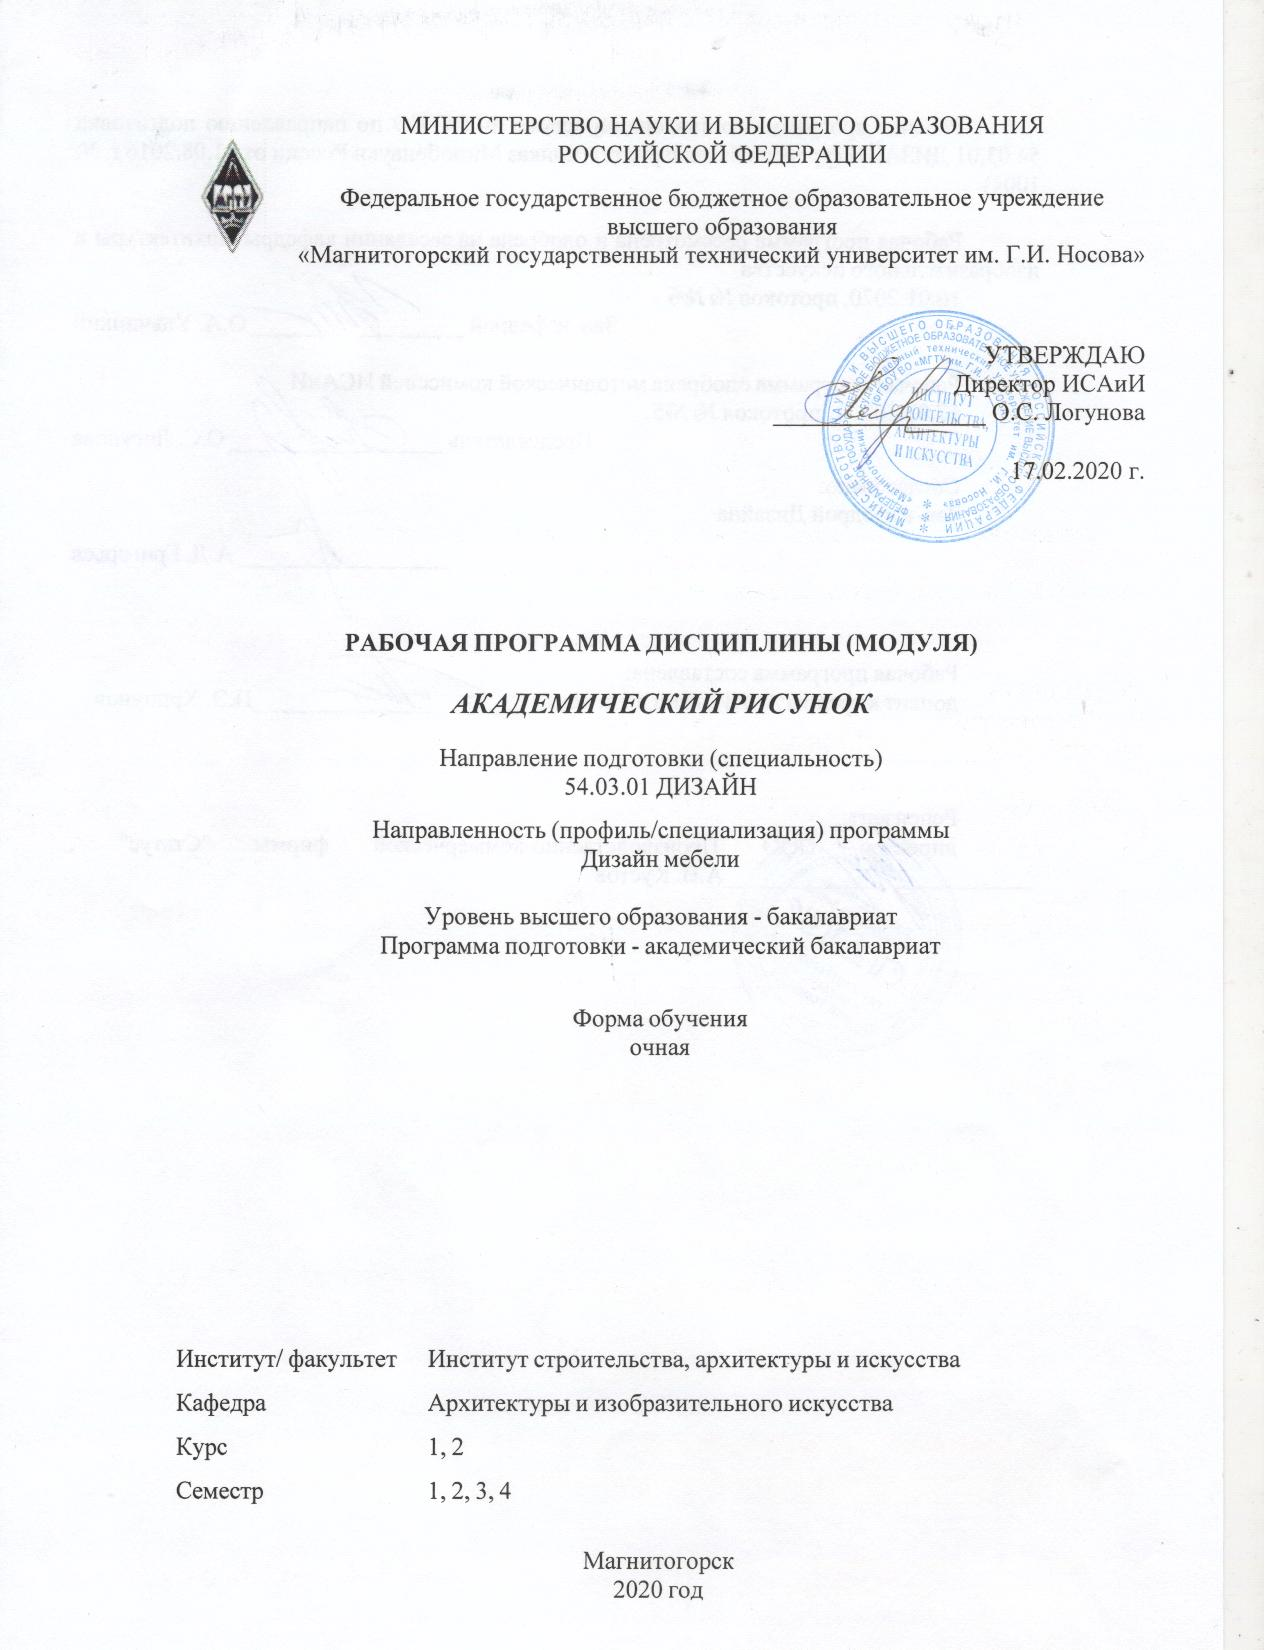 МИНИСТЕРСТВО НАУКИ И ВЫСШЕГО ОБРАЗОВАНИЯ
РОССИЙСКОЙ ФЕДЕРАЦИИ
Федеральное государственное бюджетное образовательное учреждение
высшего образования
«Магнитогорский государственный технический университет им. Г.И. Носова»
УТВЕРЖДАЮ
Директор ИСАиИ
О.С. Логунова
17.02.2020 г.
ИНСТИТУТ
СТРОИТЕЛЬСТВА,
АРХИТЕКТУРЫ
И ИСКУССТВА
РАБОЧАЯ ПРОГРАММА ДИСЦИПЛИНЫ (МОДУЛЯ)
АКАДЕМИЧЕСКИЙ РИСУНОК
Направление подготовки (специальность)
54.03.01 ДИЗАЙН
Направленность (профиль/специализация) программы
Дизайн мебели
Уровень высшего образования - бакалавриат
Программа подготовки - академический бакалавриат
Форма обучения
очная
Институт/ факультет Институт строительства, архитектуры и искусства
Кафедра Архитектуры и изобразительного искусства
Курс 1, 2
Семестр 1, 2, 3, 4
Магнитогорск
2020 год